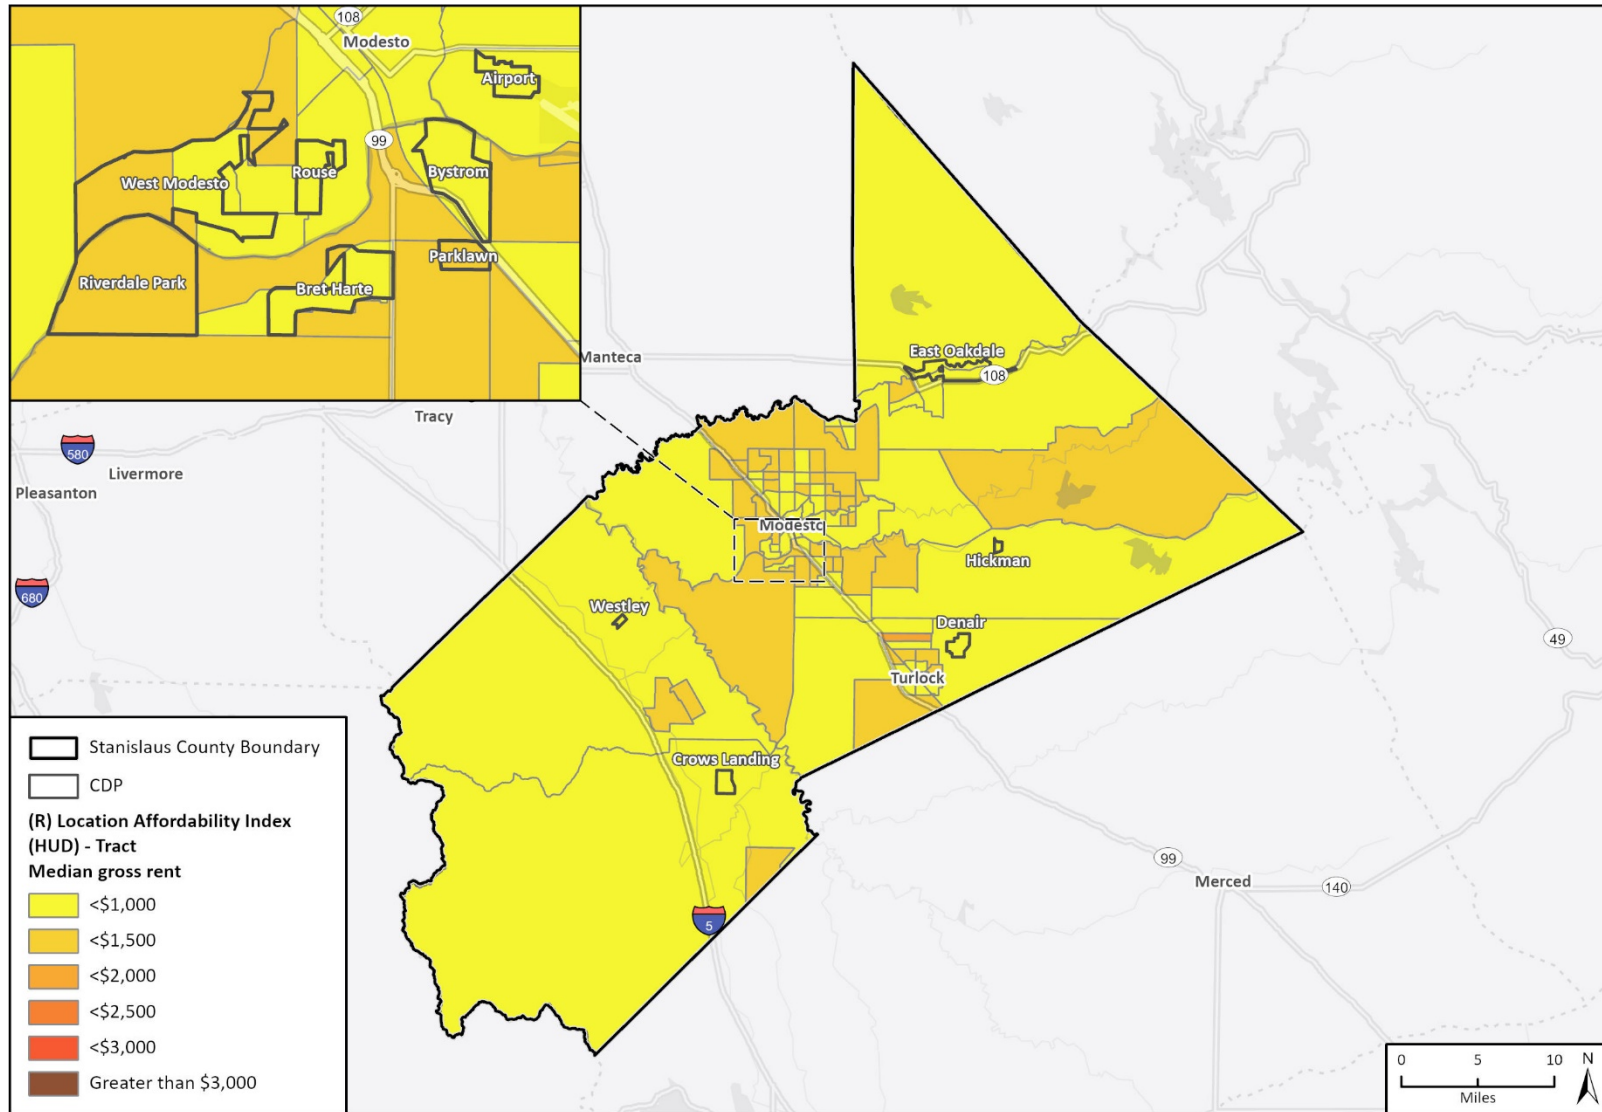 108
Modesto
Airport
99
West Modesto
Rouse
Bystrom
Riverdale Park
Bret Harte
Parklawn
Manteca
Tracy
580
Livermore
Pleasanton
680
East Oakdale
108
Modesto
Hickman
Westley
Denair
Turlock
49
Crows Landing
99
Merced
140
5
Stanislaus County Boundary
CDP
(R) Location Affordability Index
(HUD) - Tract
Median gross rent
<$1,000
<$1,500
<$2,000
<$2,500
<$3,000
Greater than $3,000
0 5 10
Miles
N